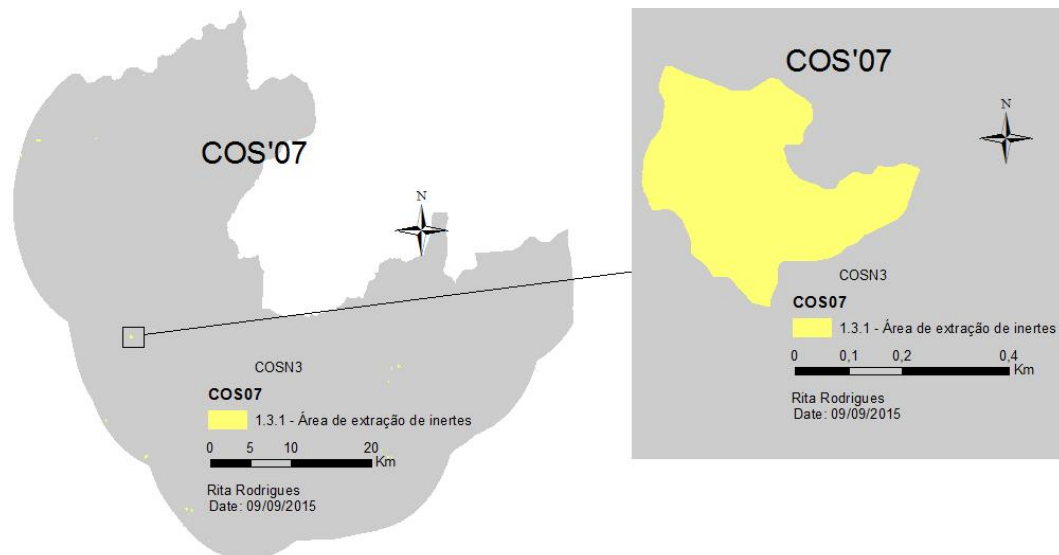 COS'07
N
COSN3
COS07
1.3.1 - Área de extração de inertes
0 5 10 20
Km
Rita Rodrigues
Date: 09/09/2015
COS'07
N
COSN3
COS07
1.3.1 - Área de extração de inertes
0 0,1 0,2 0,4
Km
Rita Rodrigues
Date: 09/09/2015